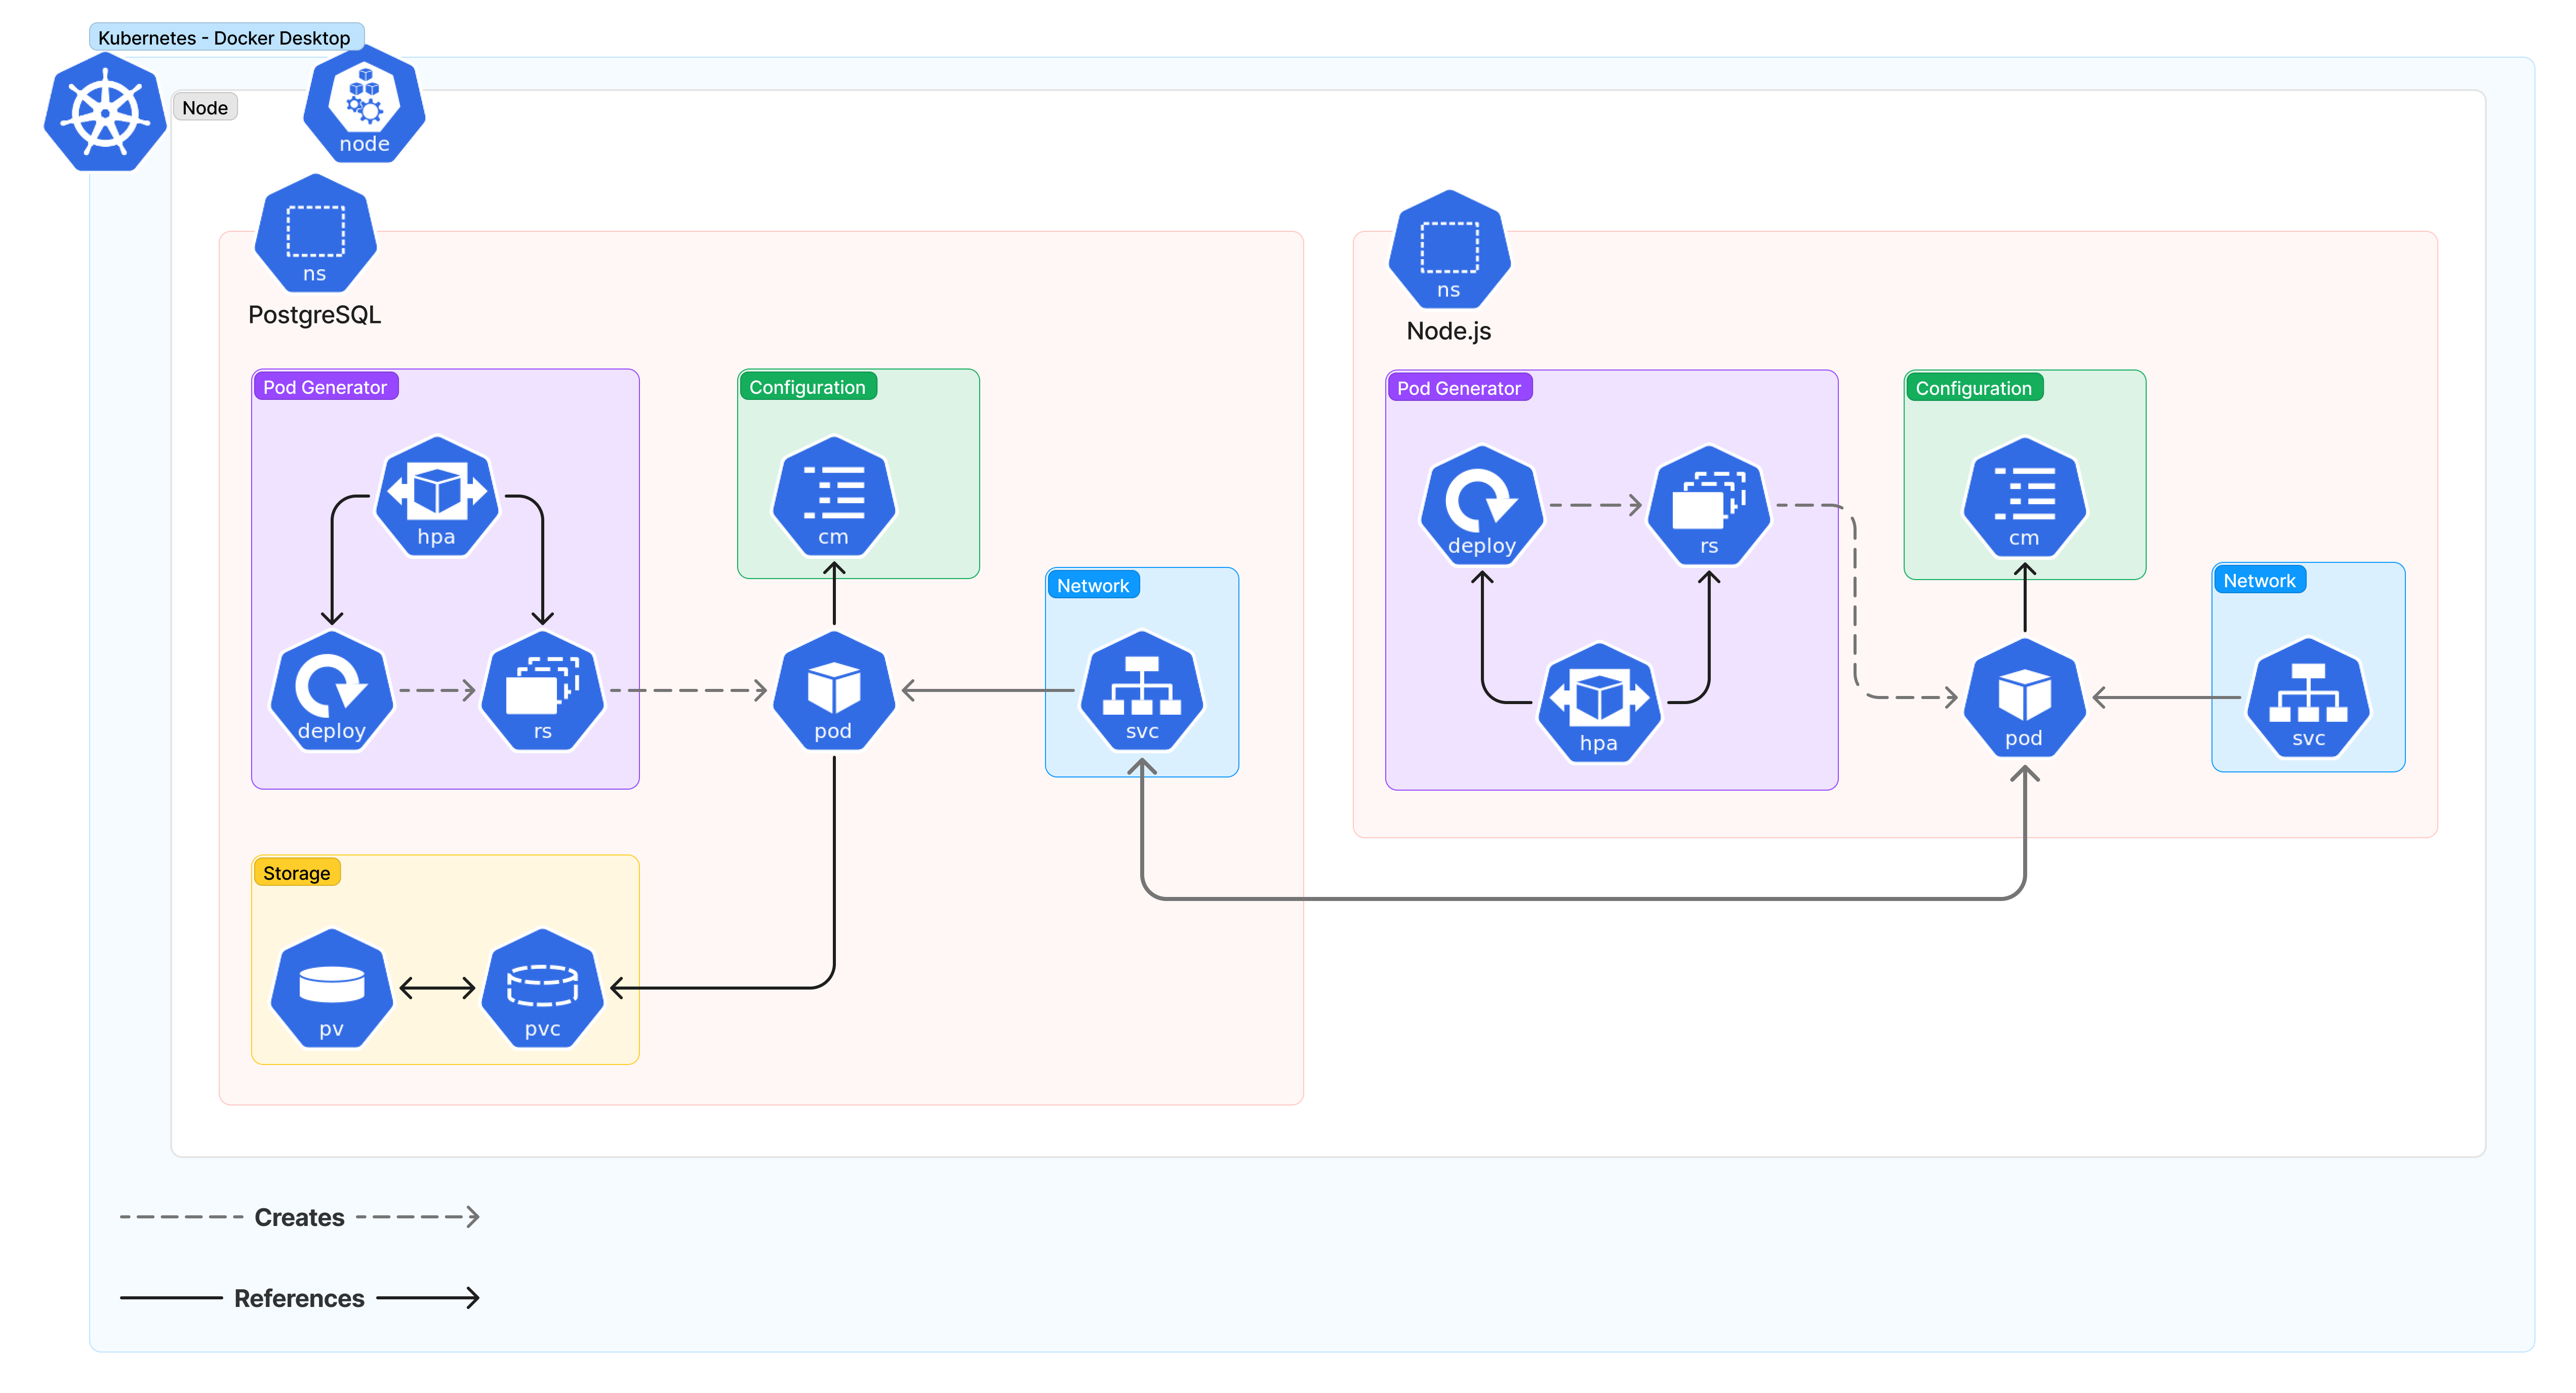 Kubernetes - Docker Desktop
Node
node
ns
PostgreSQL
Pod Generator
hpa
deploy
rs
Configuration
cm
pod
Network
svc
Storage
pv
pvc
ns
Node.js
Pod Generator
deploy
rs
hpa
Configuration
cm
pod
Network
svc
Creates
References